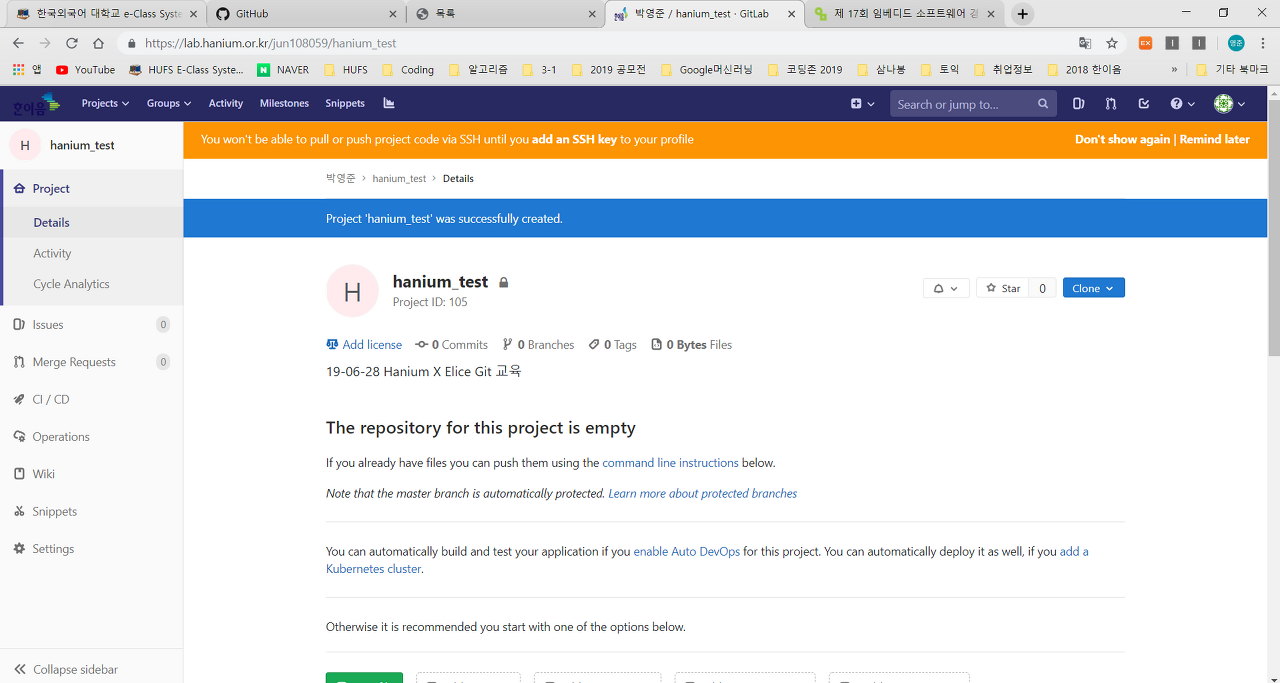 한국외국어 대학교 e-Class Syste
GitHub
목록
박영준 / hanium_test · GitLab
제 17회 임베디드 소프트웨어 경
https://lab.hanium.or.kr/jun108059/hanium_test
앱 YouTube HUFS E-Class Syste... NAVER HUFS Coding 알고리즘 3-1 2019 공모전 Google머신러닝 코딩존 2019 삼나봉 토익 취업정보 2018 한이음 » 기타 북마크
한이음 Projects Groups Activity Milestones Snippets Search or jump to...
H hanium_test
You won't be able to pull or push project code via SSH until you add an SSH key to your profile Don't show again | Remind later
박영준 > hanium_test > Details
Project 'hanium_test' was successfully created.
Project
Details
Activity
Cycle Analytics
Issues 0
Merge Requests 0
CI / CD
Operations
Wiki
Snippets
Settings
Collapse sidebar
H hanium_test
Project ID: 105
Star 0 Clone
Add license 0 Commits 0 Branches 0 Tags 0 Bytes Files
19-06-28 Hanium X Elice Git 교육
The repository for this project is empty
If you already have files you can push them using the command line instructions below.
Note that the master branch is automatically protected. Learn more about protected branches
You can automatically build and test your application if you enable Auto DevOps for this project. You can automatically deploy it as well, if you add a
Kubernetes cluster.
Otherwise it is recommended you start with one of the options below.